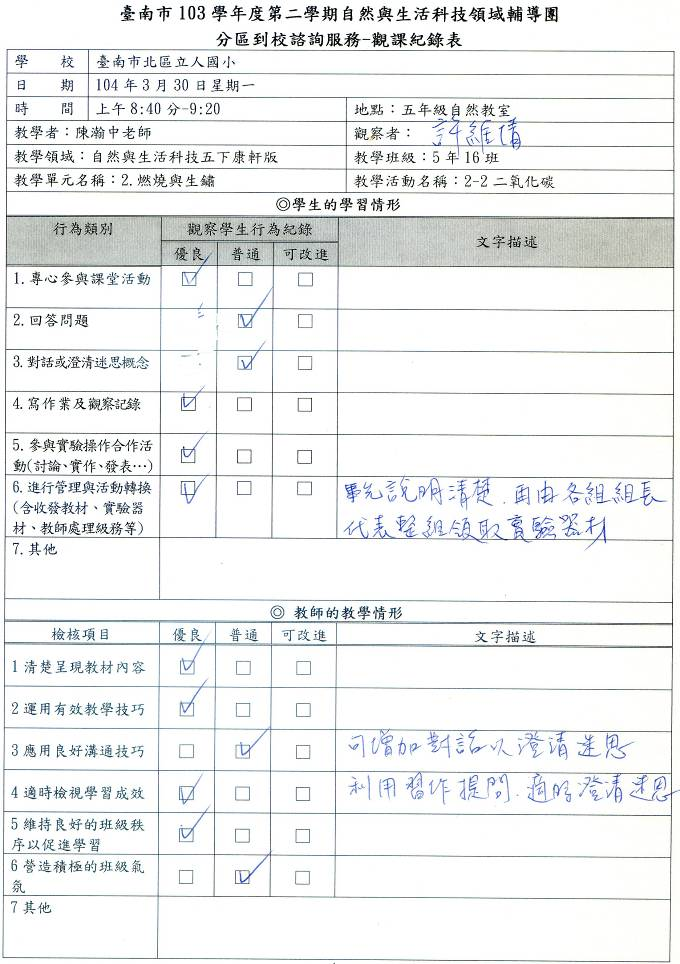 臺南市 103 學年度第二學期自然與生活科技領域輔導團
分區到校諮詢服務-觀課紀錄表
學 校 臺南市北區立人國小
日 期 104 年 3 月 30 日星期一
時 間 上午 8:40 分-9:20 地點：五年級自然教室
教學者：陳瀚中老師 觀察者： 許維倩
教學領域：自然與生活科技五下康軒版 教學班級：5 年 16 班
教學單元名稱：2.燃燒與生鏽 教學活動名稱：2-2 二氧化碳
◎學生的學習情形
行為類別 觀察學生行為紀錄 文字描述
優良 普通 可改進
1.專心參與課堂活動 ☑ □ □
2.回答問題 ☑ □
3.對話或澄清迷思概念 ☑ □
4.寫作業及觀察記錄 ☑ □ □
5.參與實驗操作合作活
動(討論、實作、發表…) ☑ □ □
6.進行管理與活動轉換 ☑ □ □ 事先說明清楚.再由各組組長
(含收發教材、實驗器 代表整組領取實驗器材
材、教師處理級務等)
7.其他
◎ 教師的教學情形
檢核項目 優良 普通 可改進 文字描述
1 清楚呈現教材內容 ☑ □ □
2 運用有效教學技巧 ☑ □ □
3 應用良好溝通技巧 □ ☑ □ 可增加對話以澄清迷思
4 適時檢視學習成效 ☑ □ □ 利用習作提問.適時澄清迷思
5 維持良好的班級秩
序以促進學習 ☑ □ □
6 營造積極的班級氣
氛 □ ☑ □
7 其他